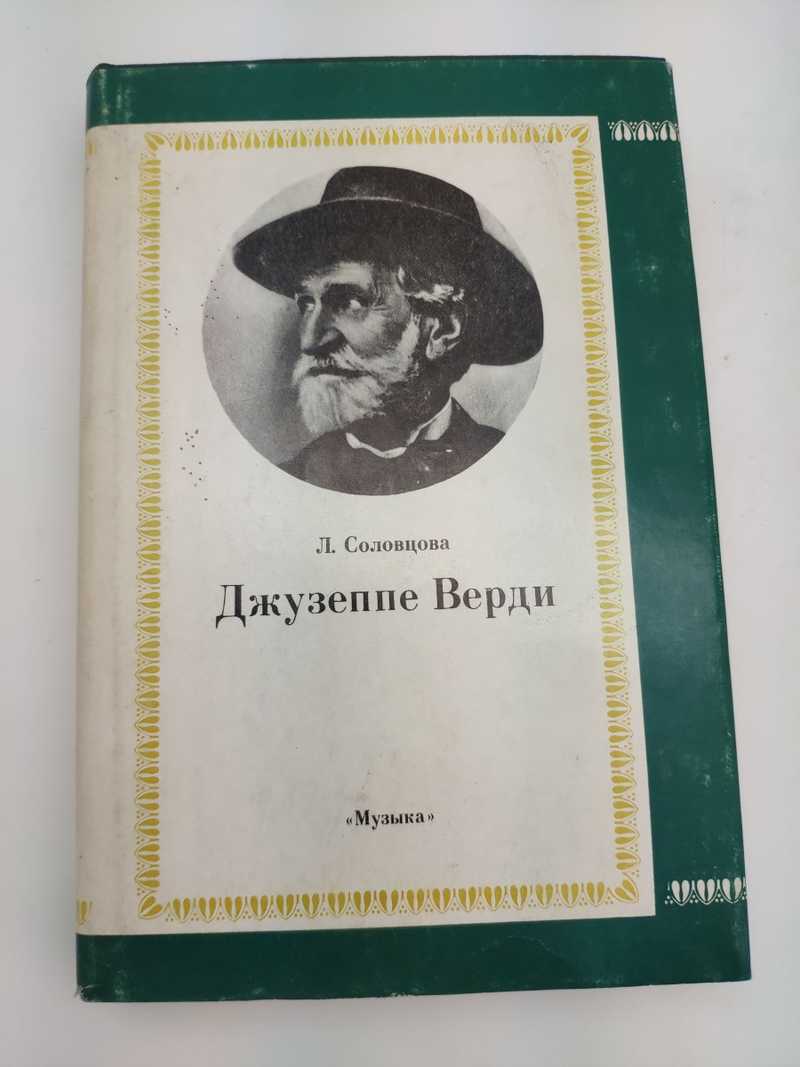 Л. Соловцова
Джузеппе Верди
«Музыка»